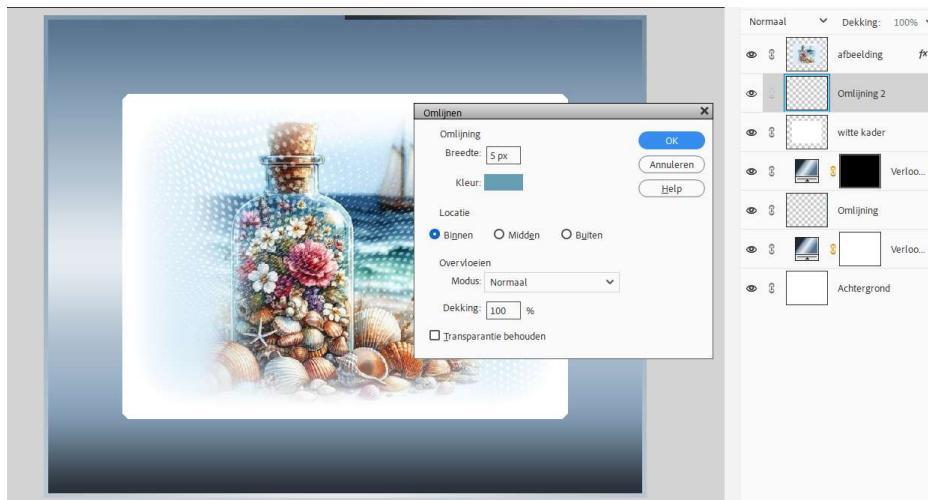 Normaal Dekking: 100%
afbeelding fx
Omlijning 2
witte kader
Verloo...
Omlijning
Verloo...
Achtergrond
Omlijnen
Omlijning
Breedte: 5 px
Kleur:
OK
Annuleren
Help
Locatie
Binnen Midden Buiten
Overvloeien
Modus: Normaal
Dekking: 100 %
Transparantie behouden